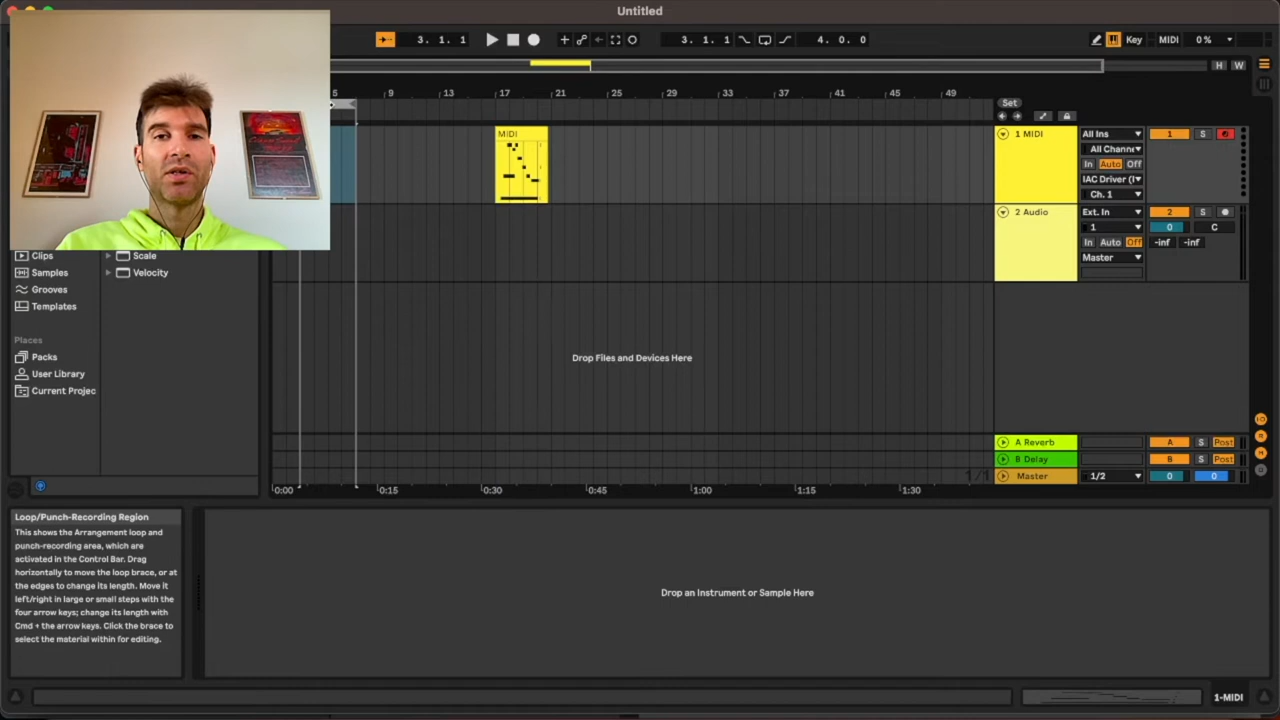 Untitled
3. 1. 1
3. 1. 1
4. 0. 0
Key
MIDI
0 %
H
W
5
9
13
17
21
25
29
33
37
41
45
49
Set
MIDI
1 MIDI
All Ins
1
S
All Channe
In
Auto
Off
IAC Driver (I
Ch. 1
2 Audio
Ext. In
2
S
1
0
C
In
Auto
Off
-inf
-inf
Master
Clips
Scale
Samples
Velocity
Grooves
Templates
Places
Packs
User Library
Current Projec
Drop Files and Devices Here
A Reverb
A
S
Post
B Delay
B
S
Post
1/1
Master
1/2
0
0
0:00
0:15
0:30
0:45
1:00
1:15
1:30
Loop/Punch-Recording Region
This shows the Arrangement loop and
punch-recording area, which are
activated in the Control Bar. Drag
horizontally to move the loop brace, or at
the edges to change its length. Move it
left/right in large or small steps with the
four arrow keys; change its length with
Cmd + the arrow keys. Click the brace to
select the material within for editing.
Drop an Instrument or Sample Here
1-MIDI